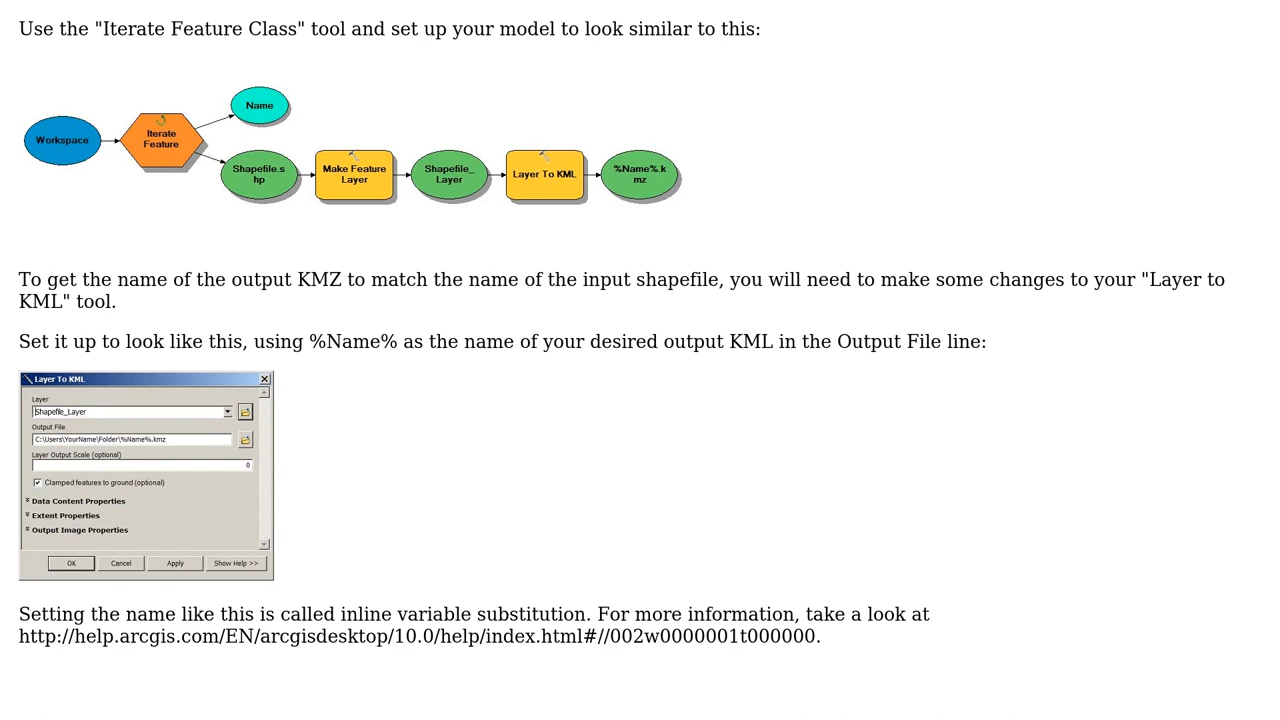 Use the "Iterate Feature Class" tool and set up your model to look similar to this:
Name
Workspace
Iterate
Feature
Shapefile.s
hp
Make Feature
Layer
Shapefile_
Layer
Layer To KML
%Name%.k
mz
To get the name of the output KMZ to match the name of the input shapefile, you will need to make some changes to your "Layer to
KML" tool.
Set it up to look like this, using %Name% as the name of your desired output KML in the Output File line:
Layer To KML
Layer
Shapefile_Layer
Output File
C:\Users\YourName\Folder\%Name%.kmz
Layer Output Scale (optional)
0
Clamped features to ground (optional)
Data Content Properties
Extent Properties
Output Image Properties
OK Cancel Apply Show Help >>
Setting the name like this is called inline variable substitution. For more information, take a look at
http://help.arcgis.com/EN/arcgisdesktop/10.0/help/index.html#//002w0000001t000000.